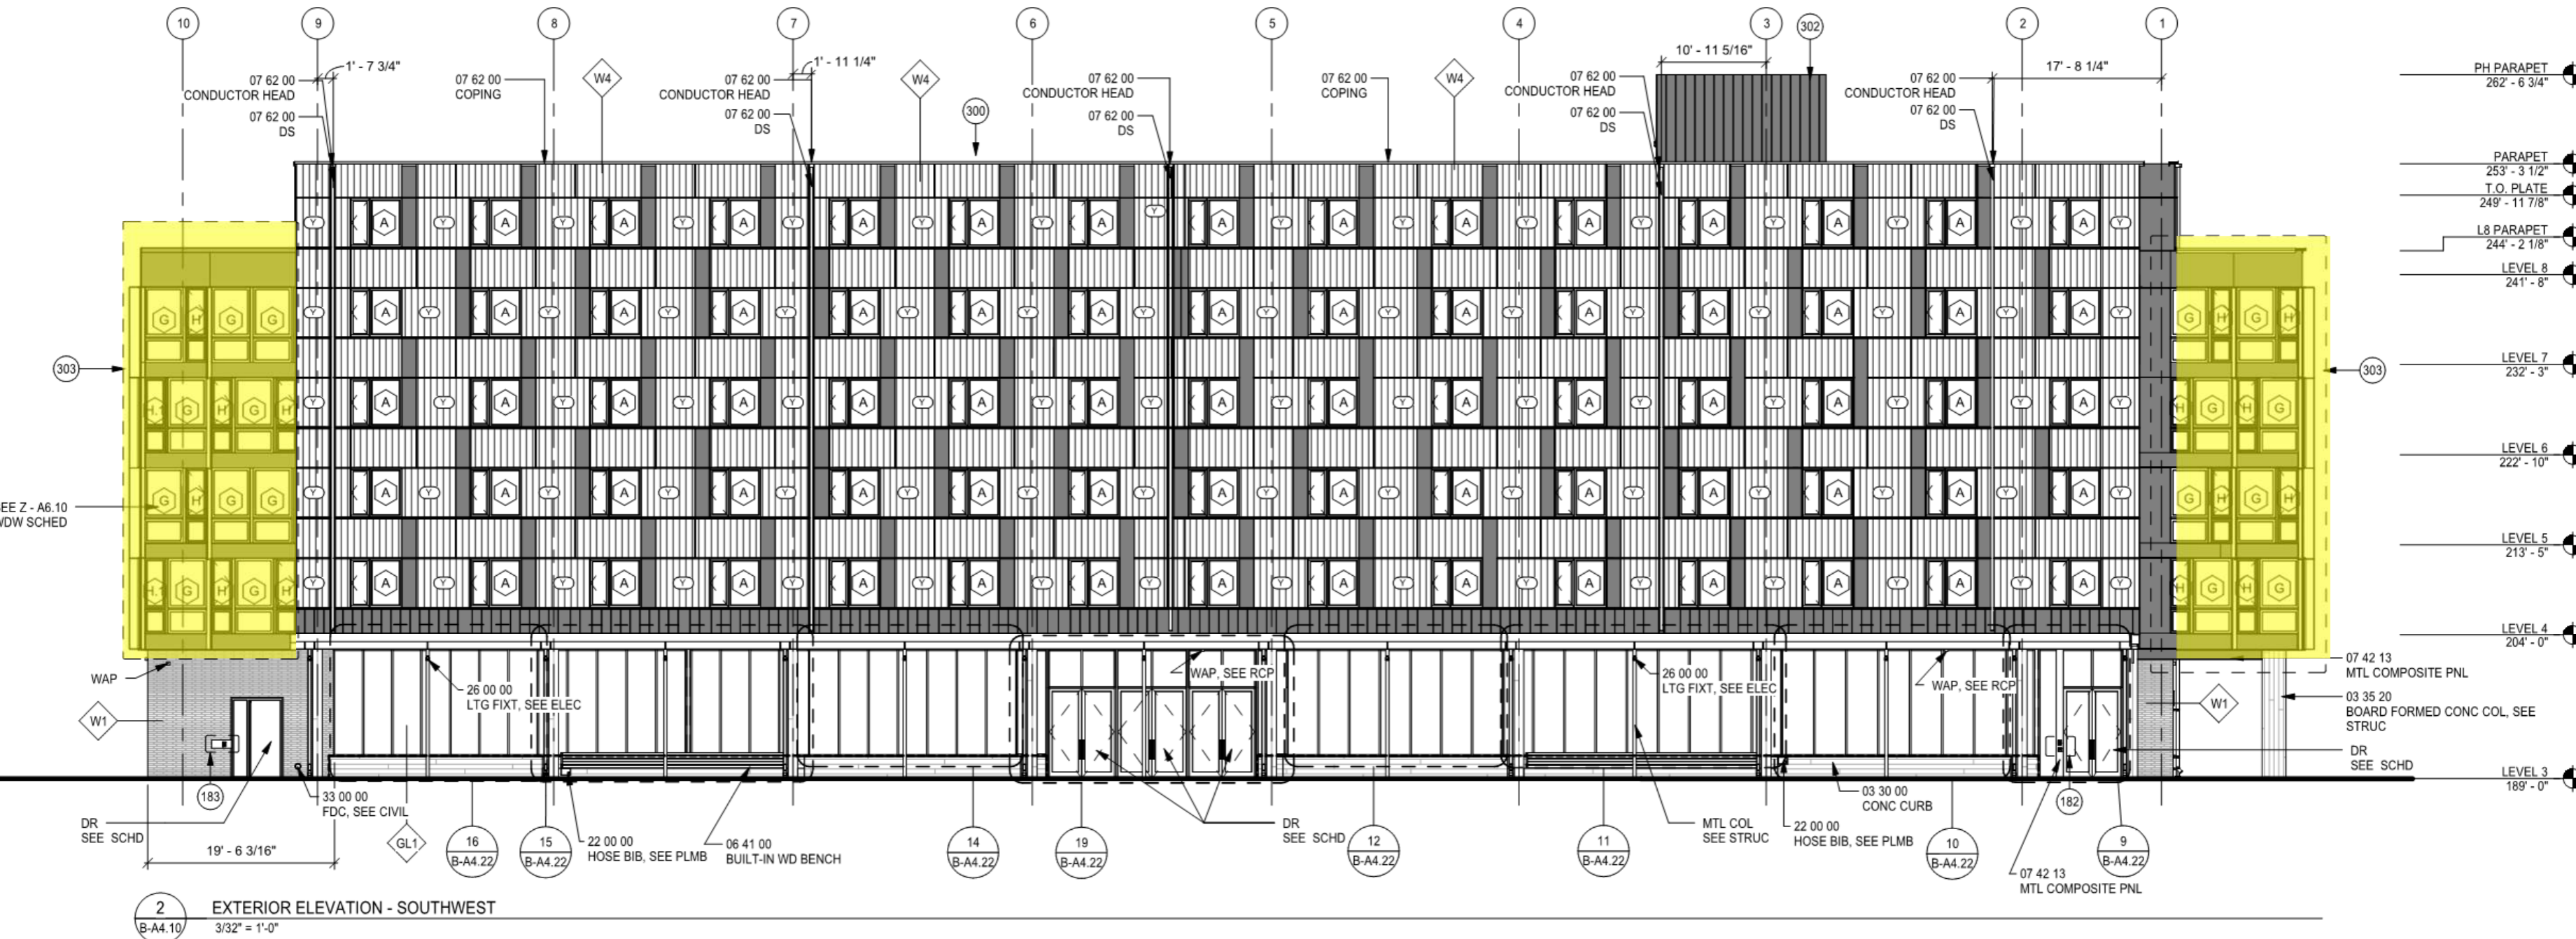 10
9
8
7
6
5
4
3
302
2
1
1' - 7 3/4"
07 62 00
CONDUCTOR HEAD
07 62 00
DS
07 62 00
COPING
W4
1' - 11 1/4"
07 62 00
CONDUCTOR HEAD
07 62 00
DS
W4
300
07 62 00
CONDUCTOR HEAD
07 62 00
DS
07 62 00
COPING
W4
10' - 11 5/16"
07 62 00
CONDUCTOR HEAD
07 62 00
DS
17' - 8 1/4"
07 62 00
CONDUCTOR HEAD
07 62 00
DS
PH PARAPET
262' - 6 3/4"
PARAPET
253' - 3 1/2"
T.O. PLATE
249' - 11 7/8"
L8 PARAPET
244' - 2 1/8"
LEVEL 8
241' - 8"
LEVEL 7
232' - 3"
LEVEL 6
222' - 10"
LEVEL 5
213' - 5"
LEVEL 4
204' - 0"
LEVEL 3
189' - 0"
Y A Y A Y A Y A Y A Y A Y A Y A Y A Y A Y A Y A Y A Y A Y A Y
G H G G Y A Y A Y A Y A Y A Y A Y A Y A Y A Y A Y A Y A Y A Y A Y A Y G H G H
303
303
H.1 G H G H Y A Y A Y A Y A Y A Y A Y A Y A Y A Y A Y A Y A Y A Y A Y A Y H G H G
G H G G Y A Y A Y A Y A Y A Y A Y A Y A Y A Y A Y A Y A Y A Y A Y A Y G H G H
SEE Z - A6.10
WDW SCHED
H.1 G H G H Y A Y A Y A Y A Y A Y A Y A Y A Y A Y A Y A Y A Y A Y A Y A Y H G H G
WAP
W1
183
DR
SEE SCHD
19' - 6 3/16"
33 00 00
FDC, SEE CIVIL
GL1
26 00 00
LTG FIXT, SEE ELEC
16
B-A4.22
15
B-A4.22
22 00 00
HOSE BIB, SEE PLMB
06 41 00
BUILT-IN WD BENCH
14
B-A4.22
19
B-A4.22
WAP, SEE RCP
DR
SEE SCHD
12
B-A4.22
26 00 00
LTG FIXT, SEE ELEC
11
B-A4.22
MTL COL
SEE STRUC
22 00 00
HOSE BIB, SEE PLMB
WAP, SEE RCP
03 30 00
CONC CURB
10
B-A4.22
182
07 42 13
MTL COMPOSITE PNL
9
B-A4.22
W1
07 42 13
MTL COMPOSITE PNL
03 35 20
BOARD FORMED CONC COL, SEE
STRUC
DR
SEE SCHD
2
B-A4.10
EXTERIOR ELEVATION - SOUTHWEST
3/32" = 1'-0"